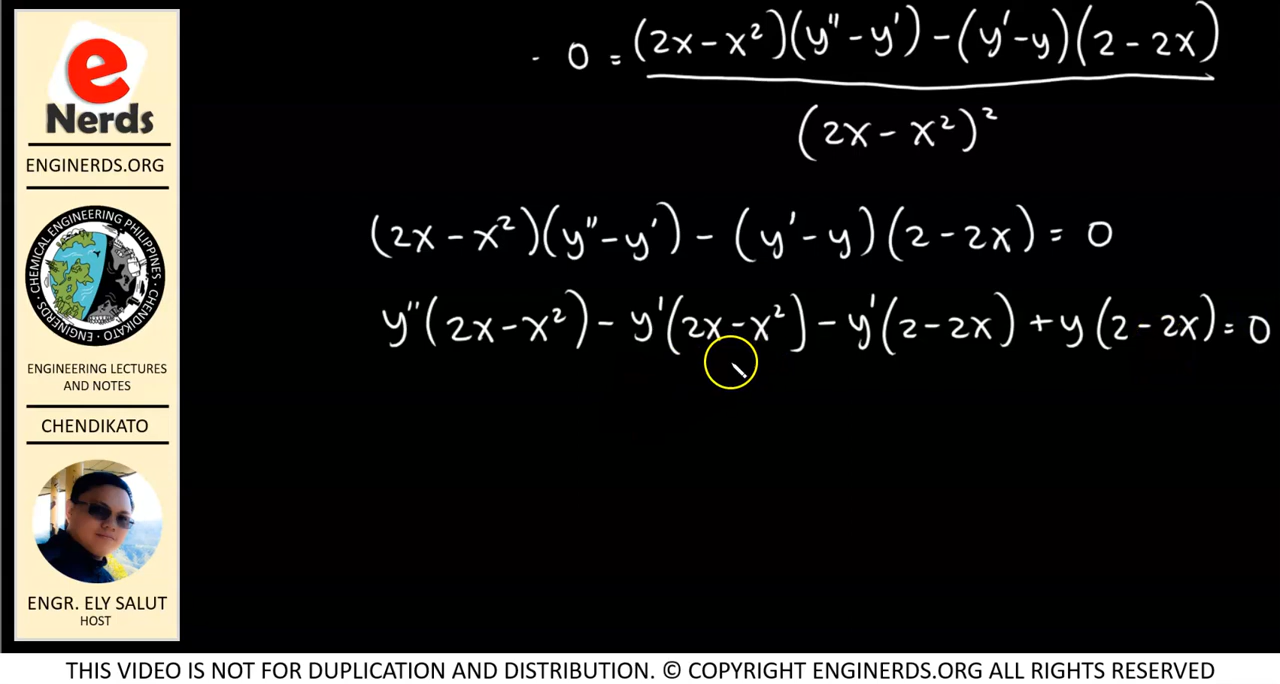 e
Nerds
ENGINERDS.ORG
CHEMICAL ENGINEERING PHILIPPINES
· CHENDIKATO ENGINERDS ·
ENGINEERING LECTURES
AND NOTES
CHENDIKATO
ENGR. ELY SALUT
HOST
0 = (2x - x²)(y" - y') - (y' - y)(2 - 2x)
(2x - x²)²
(2x - x²)(y" - y') - (y' - y)(2 - 2x) = 0
y"(2x - x²) - y'(2x - x²) - y'(2 - 2x) + y(2 - 2x) = 0
THIS VIDEO IS NOT FOR DUPLICATION AND DISTRIBUTION. © COPYRIGHT ENGINERDS.ORG ALL RIGHTS RESERVED